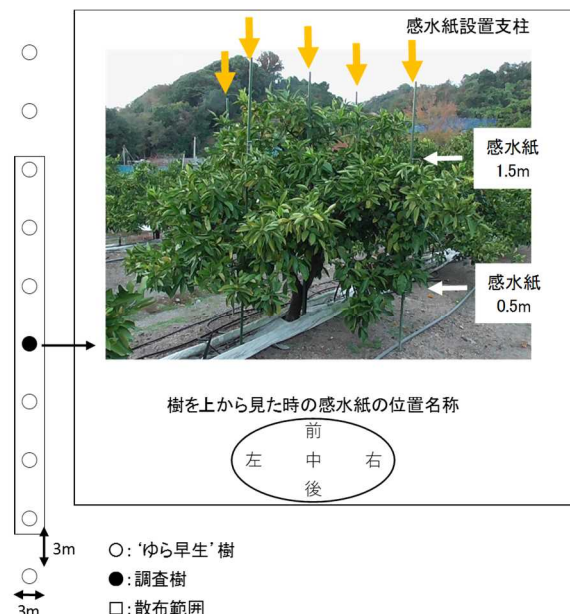 感水紙設置支柱
感水紙
1.5m
感水紙
0.5m
樹を上から見た時の感水紙の位置名称
前
左 中 右
後
3m
○：‘ゆら早生’樹
●：調査樹
3m
□：散布範囲